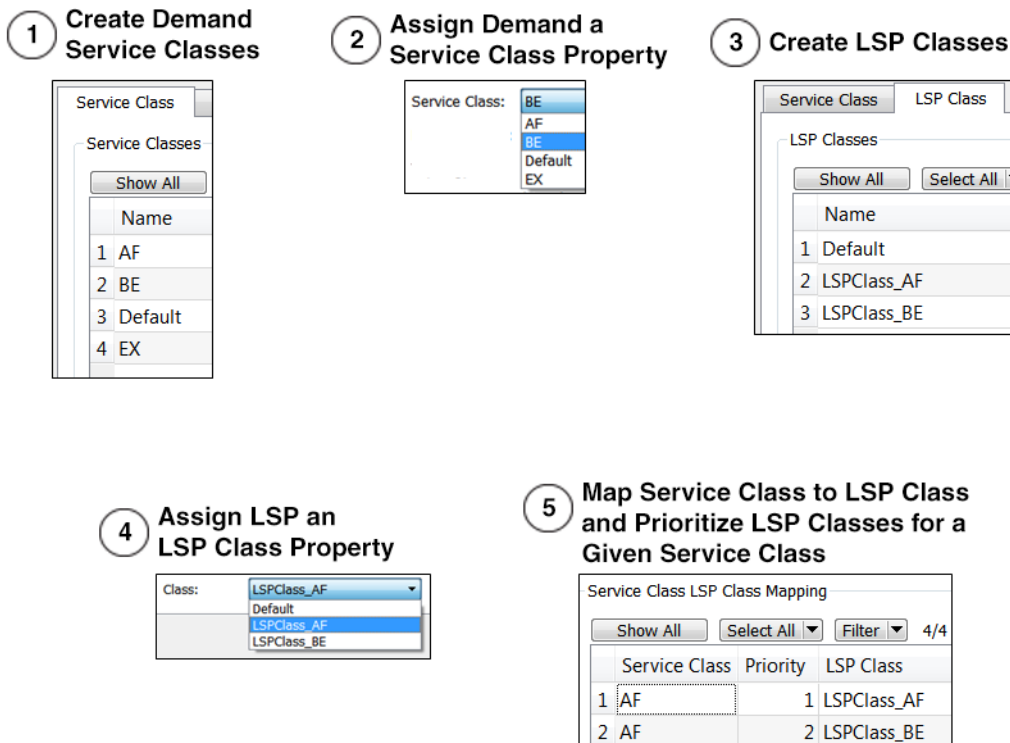 1 Create Demand
Service Classes
Service Class
Service Classes
Show All
Name
1 AF
2 BE
3 Default
4 EX
2 Assign Demand a
Service Class Property
Service Class: BE
AF
BE
Default
EX
3 Create LSP Classes
Service Class LSP Class
LSP Classes
Show All Select All
Name
1 Default
2 LSPClass_AF
3 LSPClass_BE
4 Assign LSP an
LSP Class Property
Class: LSPClass_AF
Default
LSPClass_AF
LSPClass_BE
5 Map Service Class to LSP Class
and Prioritize LSP Classes for a
Given Service Class
Service Class LSP Class Mapping
Show All Select All Filter 4/4
Service Class Priority LSP Class
1 AF 1 LSPClass_AF
2 AF 2 LSPClass_BE